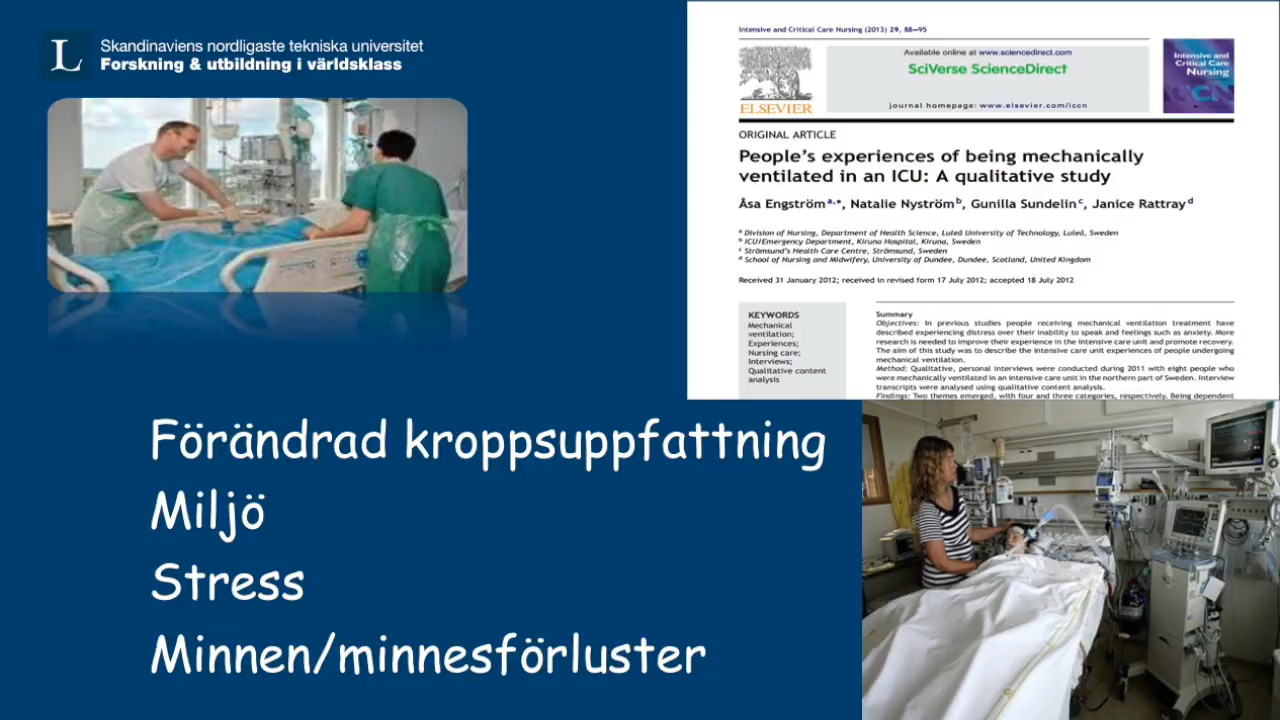 L
Skandinaviens nordligaste tekniska universitet
Forskning & utbildning i världsklass
Intensive and Critical Care Nursing (2013) 29, 88—95
Available online at www.sciencedirect.com
SciVerse ScienceDirect
journal homepage: www.elsevier.com/iccn
ELSEVIER
Intensive and
Critical Care
Nursing
ORIGINAL ARTICLE
People's experiences of being mechanically
ventilated in an ICU: A qualitative study
Åsa Engström a,*, Natalie Nyström b, Gunilla Sundelin c, Janice Rattray d
a Division of Nursing, Department of Health Science, Luleå University of Technology, Luleå, Sweden
b ICU/Emergency Department, Kiruna Hospital, Kiruna, Sweden
c Strömsund's Health Care Centre, Strömsund, Sweden
d School of Nursing and Midwifery, University of Dundee, Dundee, Scotland, United Kingdom
Received 31 January 2012; received in revised form 17 July 2012; accepted 18 July 2012
KEYWORDS
Mechanical
ventilation;
Experiences;
Nursing care;
Interviews;
Qualitative content
analysis
Summary
Objectives: In previous studies people receiving mechanical ventilation treatment have
described experiencing distress over their inability to speak and feelings such as anxiety. More
research is needed to improve their experience in the intensive care unit and promote recovery.
The aim of this study was to describe the intensive care unit experiences of people undergoing
mechanical ventilation.
Method: Qualitative, personal interviews were conducted during 2011 with eight people who
were mechanically ventilated in an intensive care unit in the northern part of Sweden. Interview
transcripts were analysed using qualitative content analysis.
Findings: Two themes emerged, with four and three categories, respectively. Being dependent
Förändrad kroppsuppfattning
Miljö
Stress
Minnen/minnesförluster